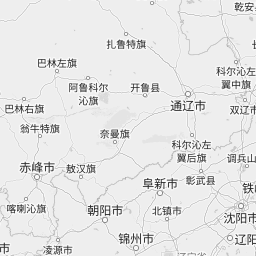 乾安县
扎鲁特旗
巴林左旗
科尔沁左
翼中旗
阿鲁科尔
沁旗
开鲁县
通辽市
巴林右旗
双辽市
翁牛特旗
奈曼旗
科尔沁左
翼后旗
调兵山
赤峰市
敖汉旗
彰武县
阜新市
喀喇沁旗
朝阳市
北镇市
沈阳市
辽阳
锦州市
凌源市